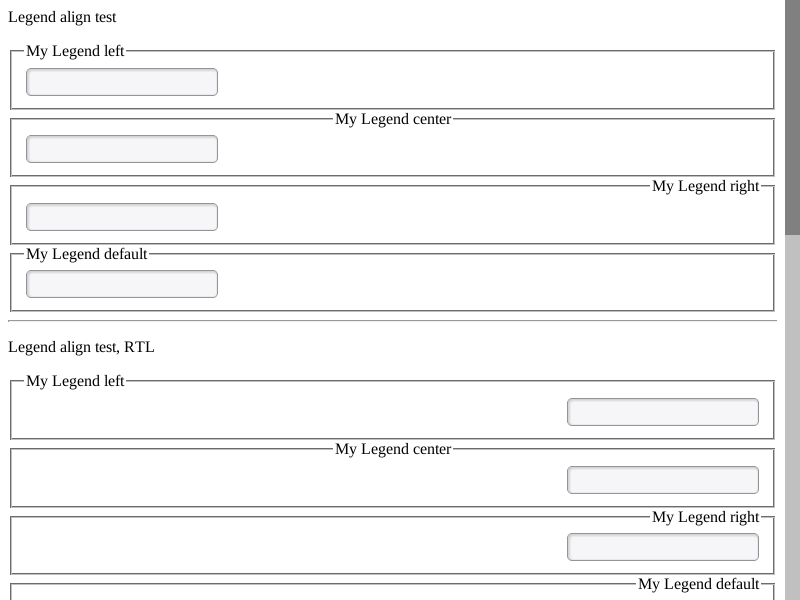 Legend align test
My Legend left
My Legend center
My Legend right
My Legend default
Legend align test, RTL
My Legend left
My Legend center
My Legend right
My Legend default